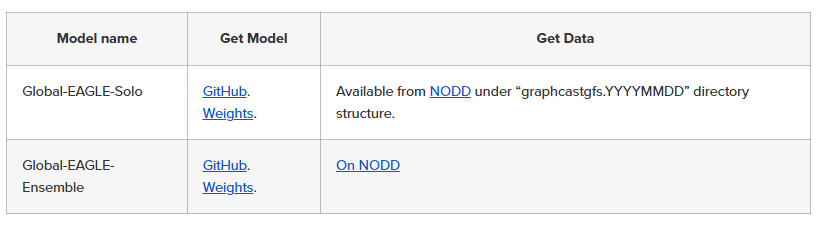 Model name Get Model Get Data
Global-EAGLE-Solo GitHub. Available from NODD under “graphcastgfs.YYYYMMDD” directory
Weights. structure.
Global-EAGLE- GitHub. On NODD
Ensemble Weights.